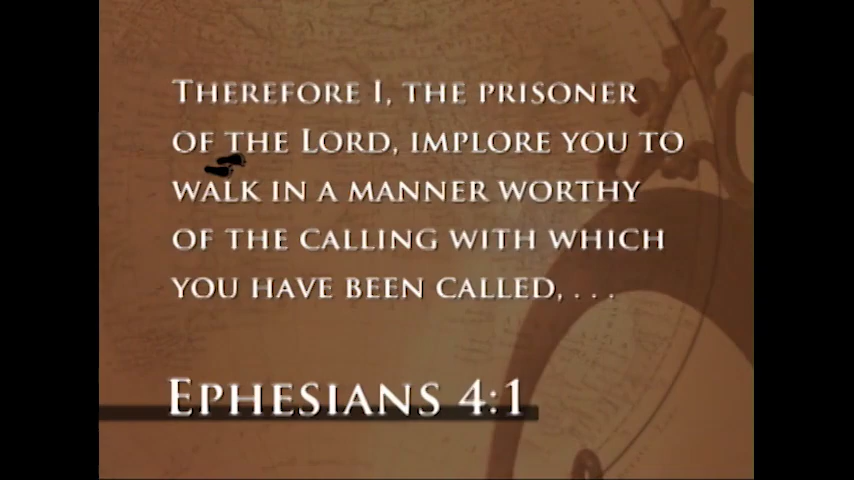 Therefore I, the prisoner
of the Lord, implore you to
walk in a manner worthy
of the calling with which
you have been called, . . .
Ephesians 4:1